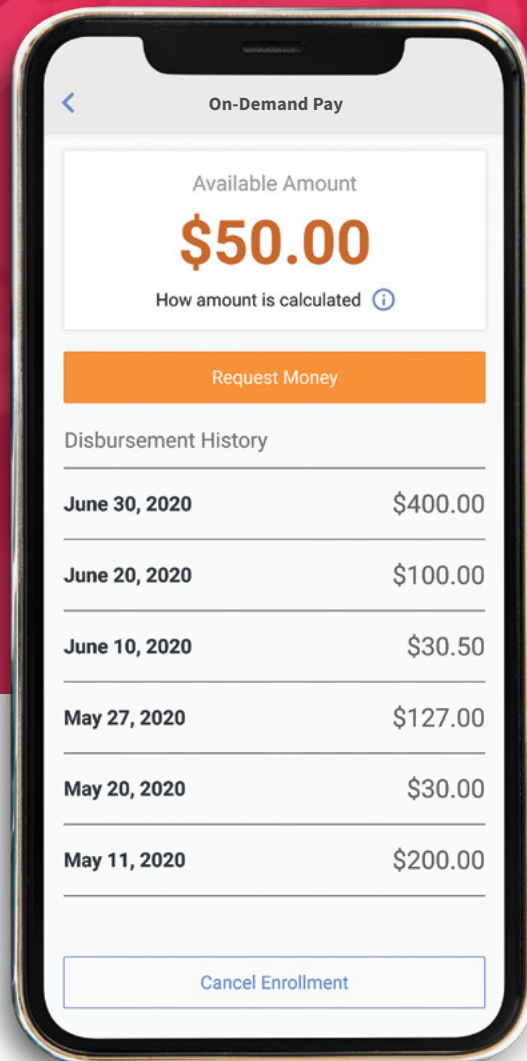 On-Demand Pay
Available Amount
$50.00
How amount is calculated
Request Money
Disbursement History
June 30, 2020 $400.00
June 20, 2020 $100.00
June 10, 2020 $30.50
May 27, 2020 $127.00
May 20, 2020 $30.00
May 11, 2020 $200.00
Cancel Enrollment